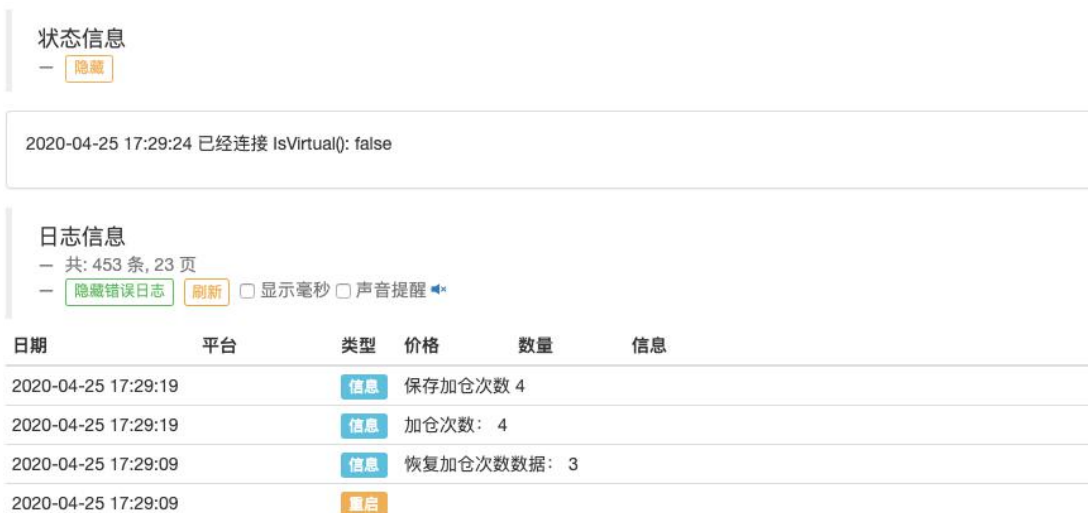 状态信息
— 隐藏
2020-04-25 17:29:24 已经连接 IsVirtual(): false
日志信息
— 共: 453 条, 23 页
— 隐藏错误日志 刷新 显示毫秒 声音提醒
日期 平台 类型 价格 数量 信息
2020-04-25 17:29:19 信息 保存加仓次数 4
2020-04-25 17:29:19 信息 加仓次数： 4
2020-04-25 17:29:09 信息 恢复加仓次数数据： 3
2020-04-25 17:29:09 重启